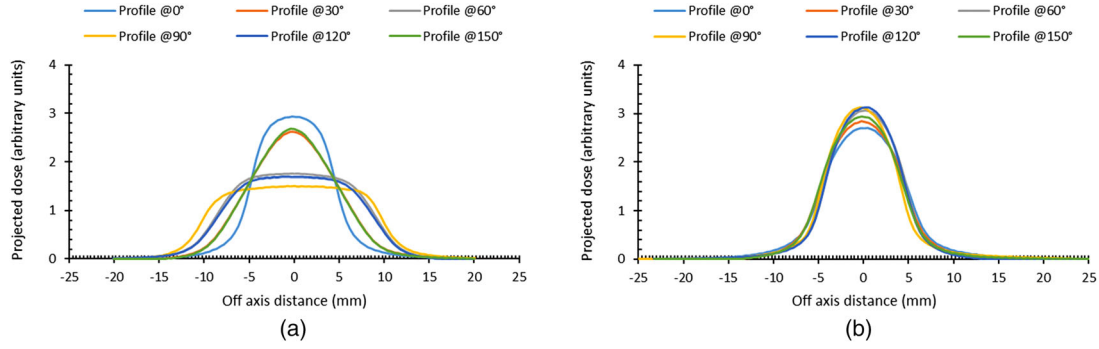 Profile @0° Profile @30° Profile @60°
Profile @90° Profile @120° Profile @150°
Projected dose (arbitrary units)
4
3
2
1
0
-25 -20 -15 -10 -5 0 5 10 15 20 25
Off axis distance (mm)
(a)
Profile @0° Profile @30° Profile @60°
Profile @90° Profile @120° Profile @150°
Projected dose (arbitrary units)
4
3
2
1
0
-25 -20 -15 -10 -5 0 5 10 15 20 25
Off axis distance (mm)
(b)